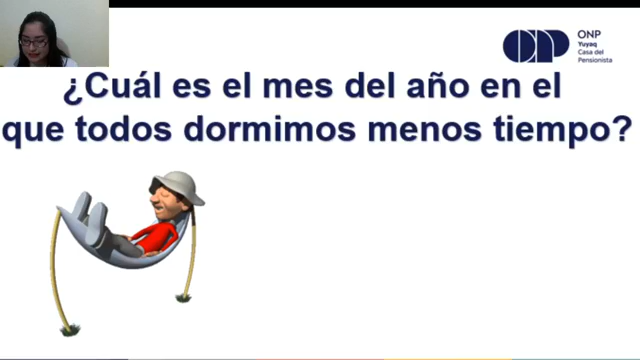 ONP
Yuyaq
Casa del
Pensionista
¿Cuál es el mes del año en el
que todos dormimos menos tiempo?